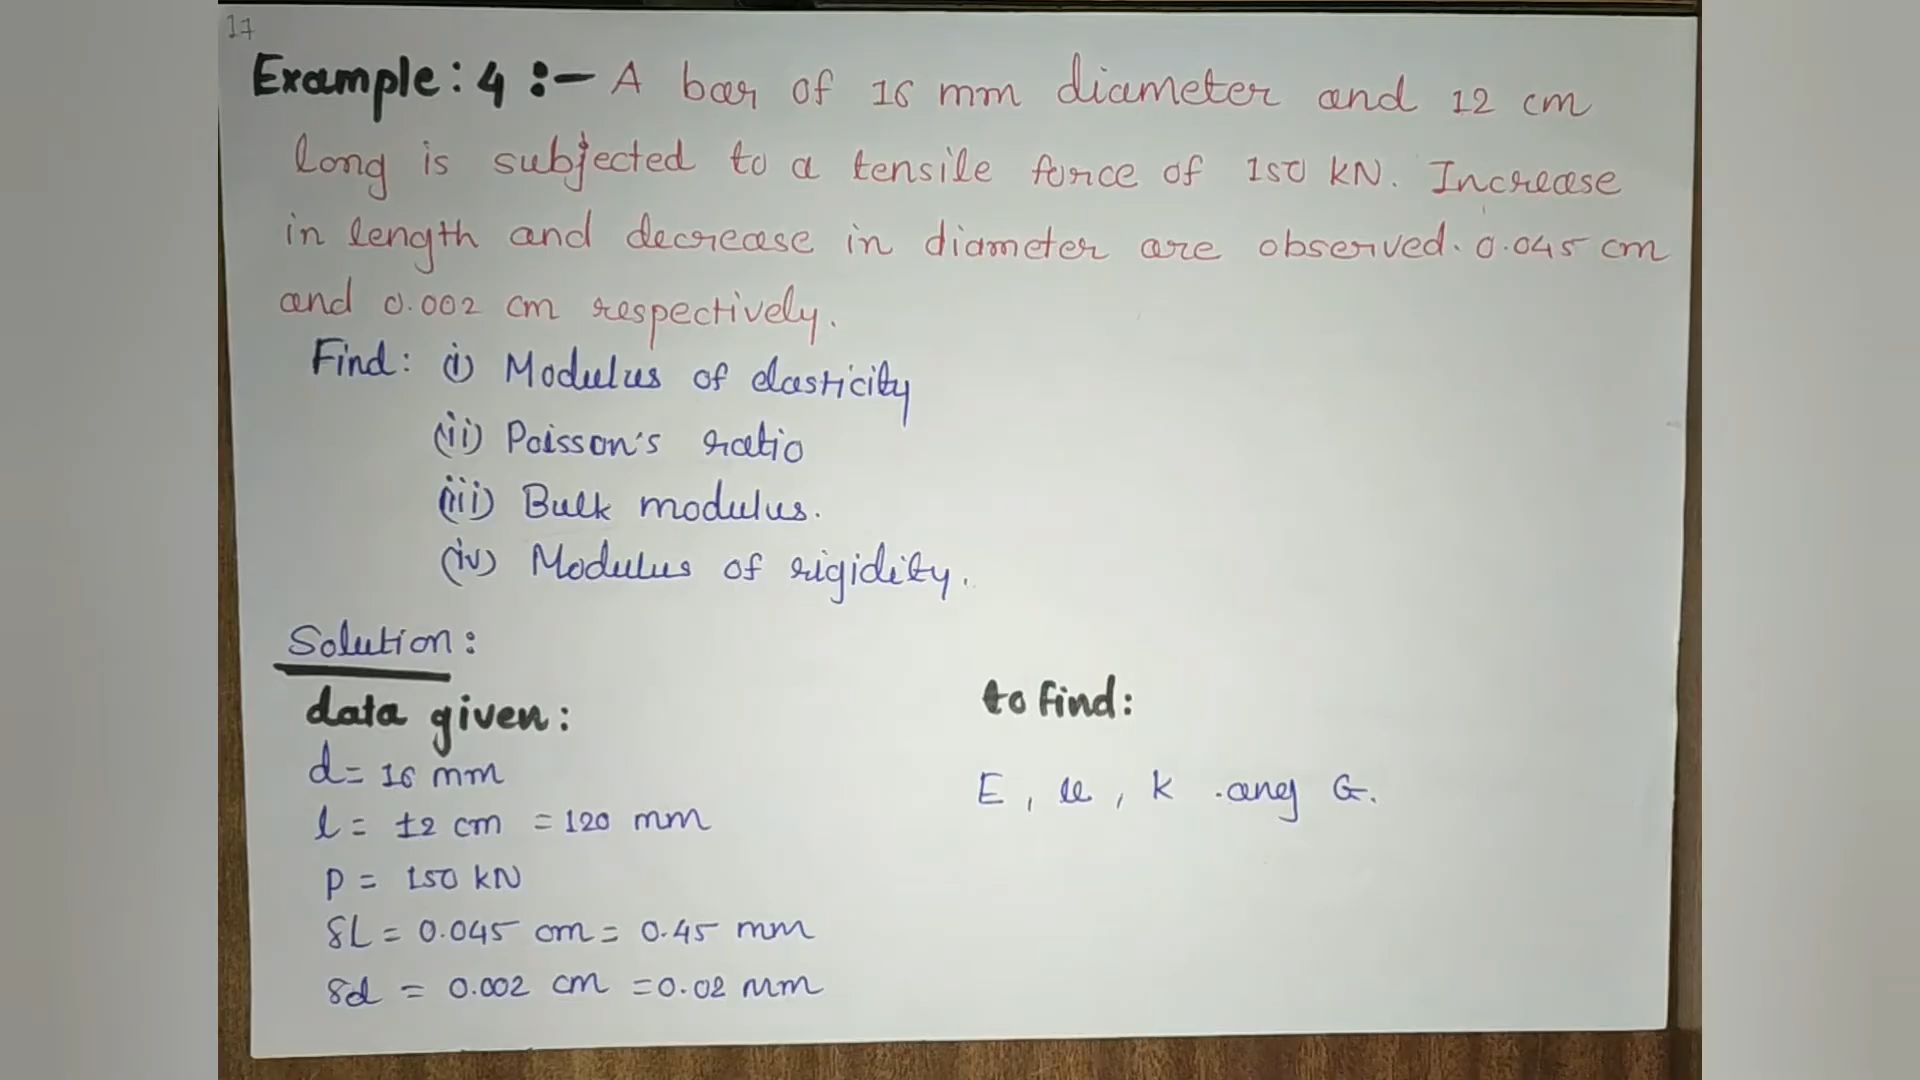 17
Example: 4 :- A bar of 16 mm diameter and 12 cm
long is subjected to a tensile force of 150 kN. Increase
in length and decrease in diameter are observed. 0.045 cm
and 0.002 cm respectively.
Find: (i) Modulus of elasticity
(ii) Poisson's ratio
(iii) Bulk modulus.
(iv) Modulus of rigidity.
Solution:
data given:
d= 16 mm
l = 12 cm = 120 mm
P = 150 kN
δL = 0.045 cm = 0.45 mm
δd = 0.002 cm = 0.02 mm
to find:
E, μ, k .any G.